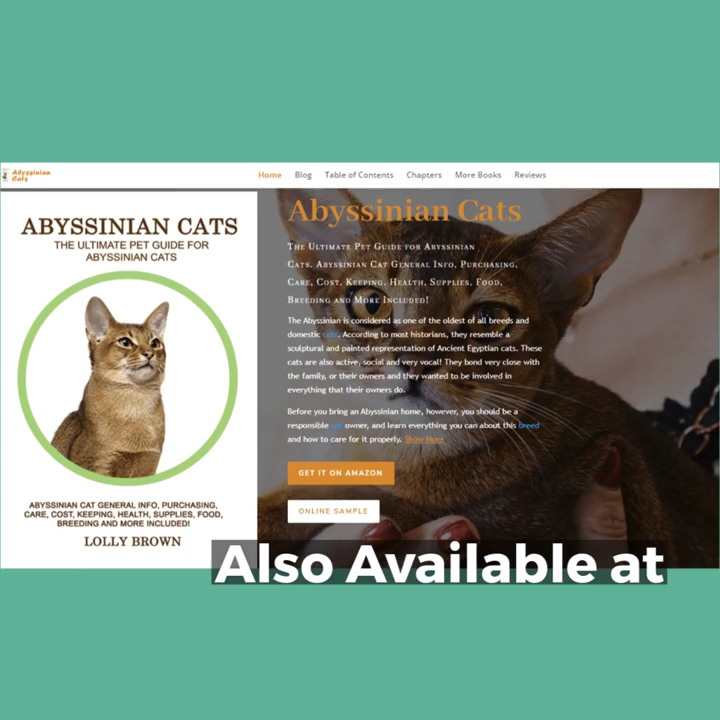 Abyssinian
Cats
Home Blog Table of Contents Chapters More Books Reviews
ABYSSINIAN CATS
THE ULTIMATE PET GUIDE FOR
ABYSSINIAN CATS
ABYSSINIAN CAT GENERAL INFO, PURCHASING,
CARE, COST, KEEPING, HEALTH, SUPPLIES, FOOD,
BREEDING AND MORE INCLUDED!
LOLLY BROWN
Abyssinian Cats
The Ultimate Pet Guide for Abyssinian
Cats. Abyssinian Cat General Info, Purchasing,
Care, Cost, Keeping, Health, Supplies, Food,
Breeding and More Included!
The Abyssinian is considered as one of the oldest of all breeds and
domestic cats. According to most historians, they resemble a
sculptural and painted representation of Ancient Egyptian cats. These
cats are also active, social and very vocal! They bond very close with
the family, or their owners and they wanted to be involved in
everything that their owners do.
Before you bring an Abyssinian home, however, you should be a
responsible cat owner, and learn everything you can about this breed
and how to care for it properly. Show More
GET IT ON AMAZON
ONLINE SAMPLE
Also Available at